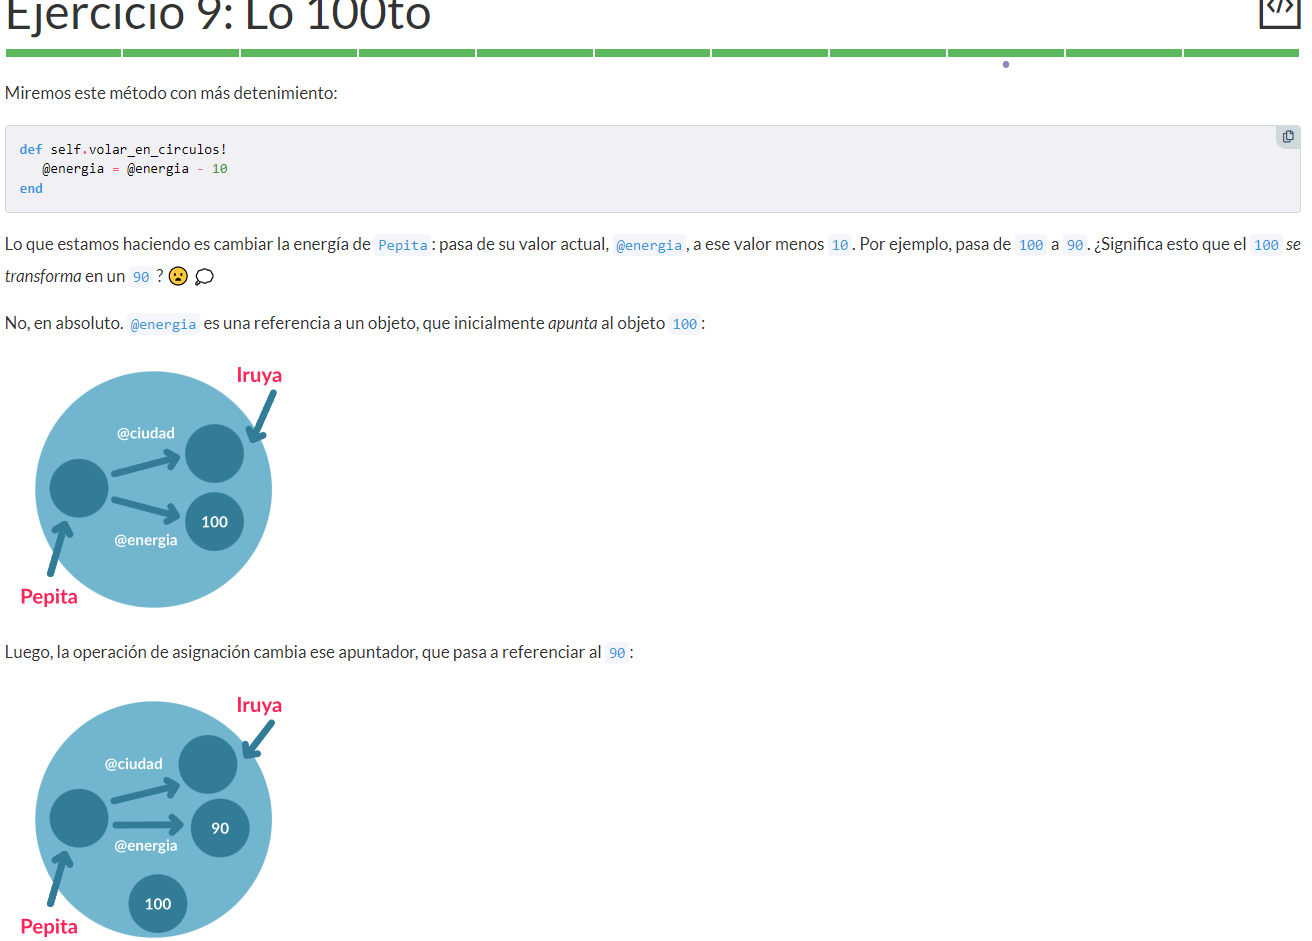 Ejercicio 9: Lo 100to
</>
Miremos este método con más detenimiento:
def self.volar_en_circulos!
@energia = @energia - 10
end
Lo que estamos haciendo es cambiar la energía de Pepita: pasa de su valor actual, @energia, a ese valor menos 10. Por ejemplo, pasa de 100 a 90. ¿Significa esto que el 100 se
transforma en un 90 ? 😦 💭
No, en absoluto. @energia es una referencia a un objeto, que inicialmente apunta al objeto 100:
Iruya
@ciudad
100
@energia
Pepita
Luego, la operación de asignación cambia ese apuntador, que pasa a referenciar al 90:
Iruya
@ciudad
90
@energia
100
Pepita